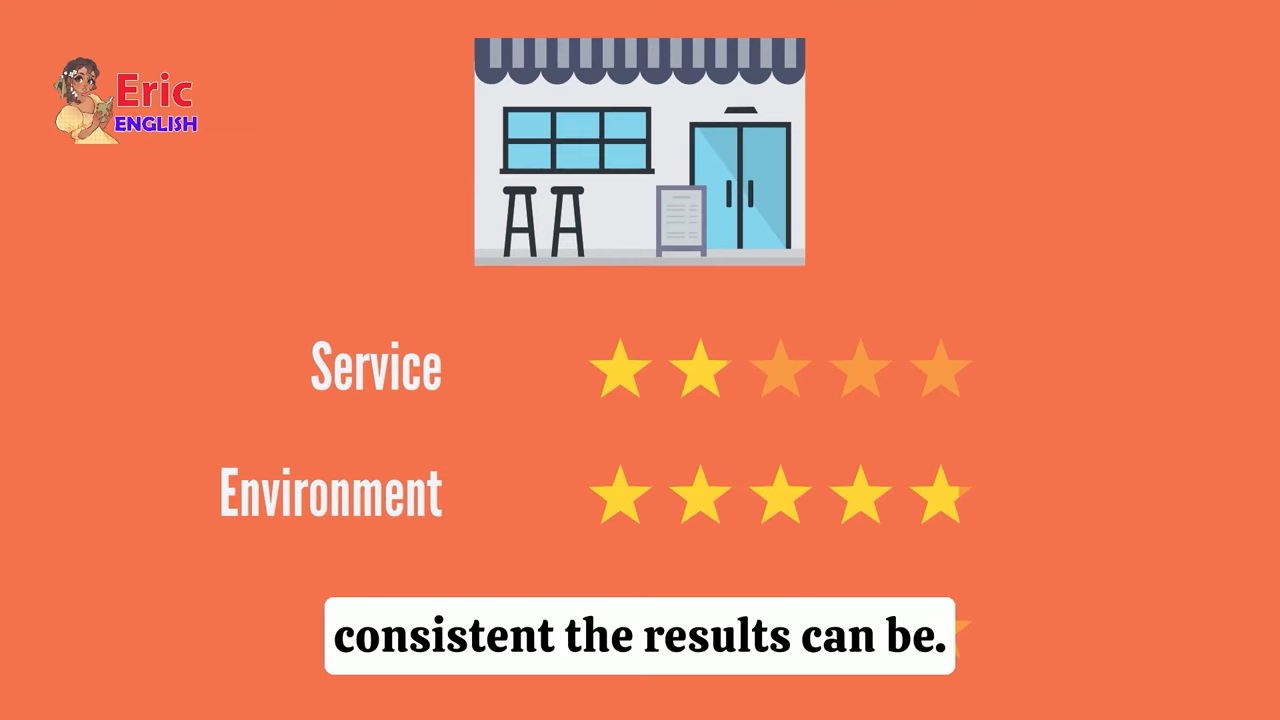 Eric
ENGLISH
Service
Environment
consistent the results can be.